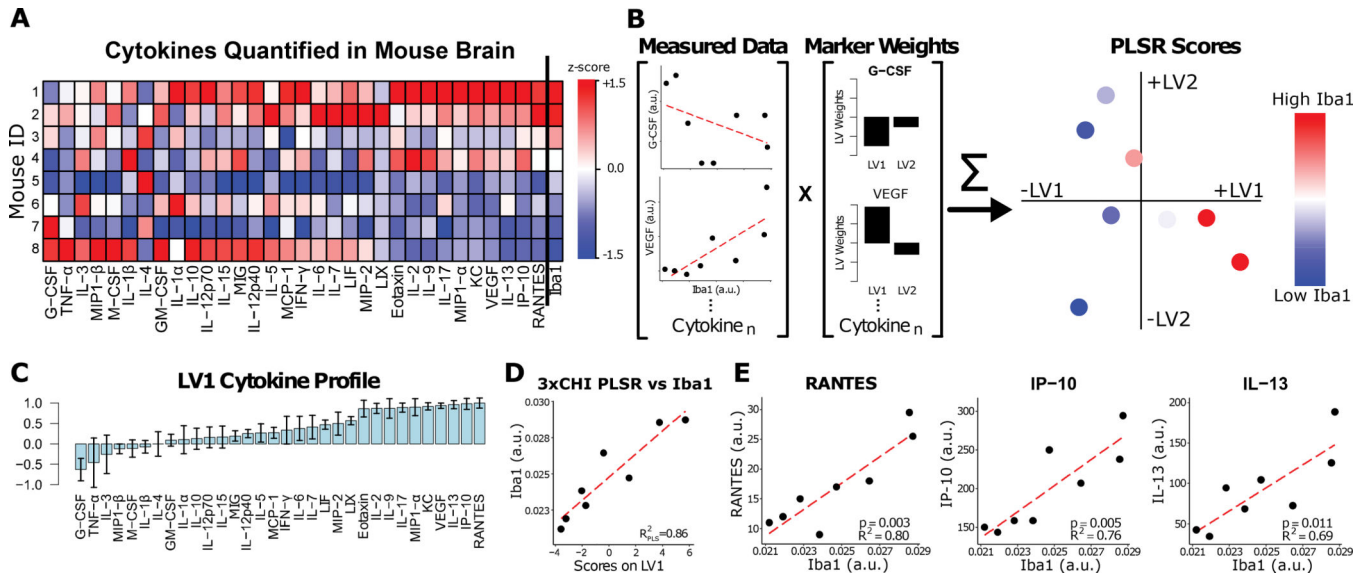 A
Cytokines Quantified in Mouse Brain
z-score
+1.5
0.0
-1.5
Mouse ID
1
2
3
4
5
6
7
8
G-CSF
TNF-α
IL-3
MIP1-β
M-CSF
IL-1β
IL-4
GM-CSF
IL-1α
IL-10
IL-12p70
IL-15
MIG
IL-12p40
IL-5
MCP-1
IFN-γ
IL-6
IL-7
LIF
MIP-2
LIX
Eotaxin
IL-2
IL-9
IL-17
MIP1-α
KC
VEGF
IL-13
IP-10
RANTES
Iba1
B
Measured Data
G-CSF (a.u.)
VEGF (a.u.)
Iba1 (a.u.)
⋮
Cytokine n
X
Marker Weights
G-CSF
LV Weights
LV1 LV2
VEGF
LV Weights
LV1 LV2
⋮
Cytokine n
Σ
PLSR Scores
+LV2
-LV1
+LV1
-LV2
High Iba1
Low Iba1
C
LV1 Cytokine Profile
1.0
0.5
0.0
-0.5
-1.0
G-CSF
TNF-α
IL-3
MIP1-β
M-CSF
IL-1β
IL-4
GM-CSF
IL-1α
IL-10
IL-12p70
IL-15
MIG
IL-12p40
IL-5
MCP-1
IFN-γ
IL-6
IL-7
LIF
MIP-2
LIX
Eotaxin
IL-2
IL-9
IL-17
MIP1-α
KC
VEGF
IL-13
IP-10
RANTES
D
3xCHI PLSR vs Iba1
Iba1 (a.u.)
0.030
0.029
0.025
0.023
R²PLS=0.86
-4 -2 0 2 4 6
Scores on LV1
E
RANTES
RANTES (a.u.)
30
25
20
15
10
p = 0.003
R² = 0.80
0.021 0.023 0.025 0.027 0.029
Iba1 (a.u.)
IP-10
IP-10 (a.u.)
300
250
200
150
p = 0.005
R² = 0.76
0.021 0.023 0.025 0.027 0.029
Iba1 (a.u.)
IL-13
IL-13 (a.u.)
200
150
100
50
0
p = 0.011
R² = 0.69
0.021 0.023 0.025 0.027 0.029
Iba1 (a.u.)